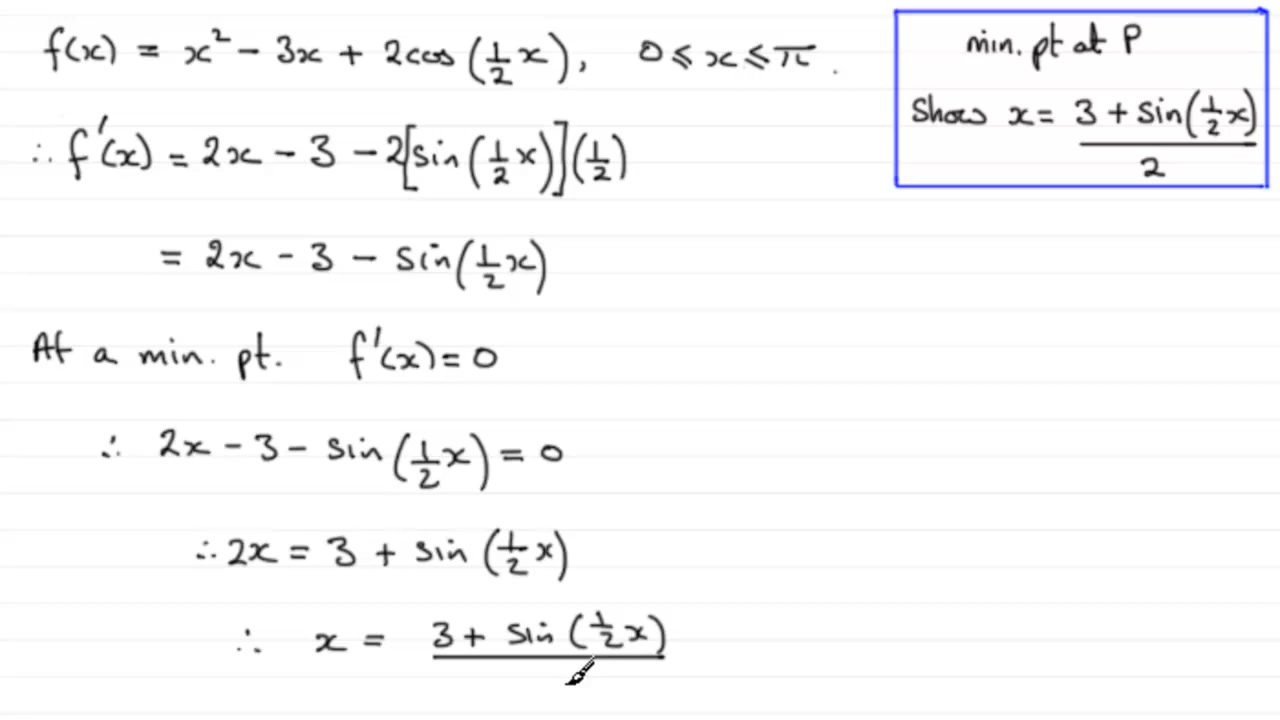 f(x) = x² - 3x + 2cos(½x), 0 ≤ x ≤ π.
∴ f'(x) = 2x - 3 - 2[sin(½x)](½)
= 2x - 3 - sin(½x)
At a min. pt. f'(x) = 0
∴ 2x - 3 - sin(½x) = 0
∴ 2x = 3 + sin(½x)
∴ x = 3 + sin(½x)
min. pt at P
Show x = 3 + sin(½x)
2